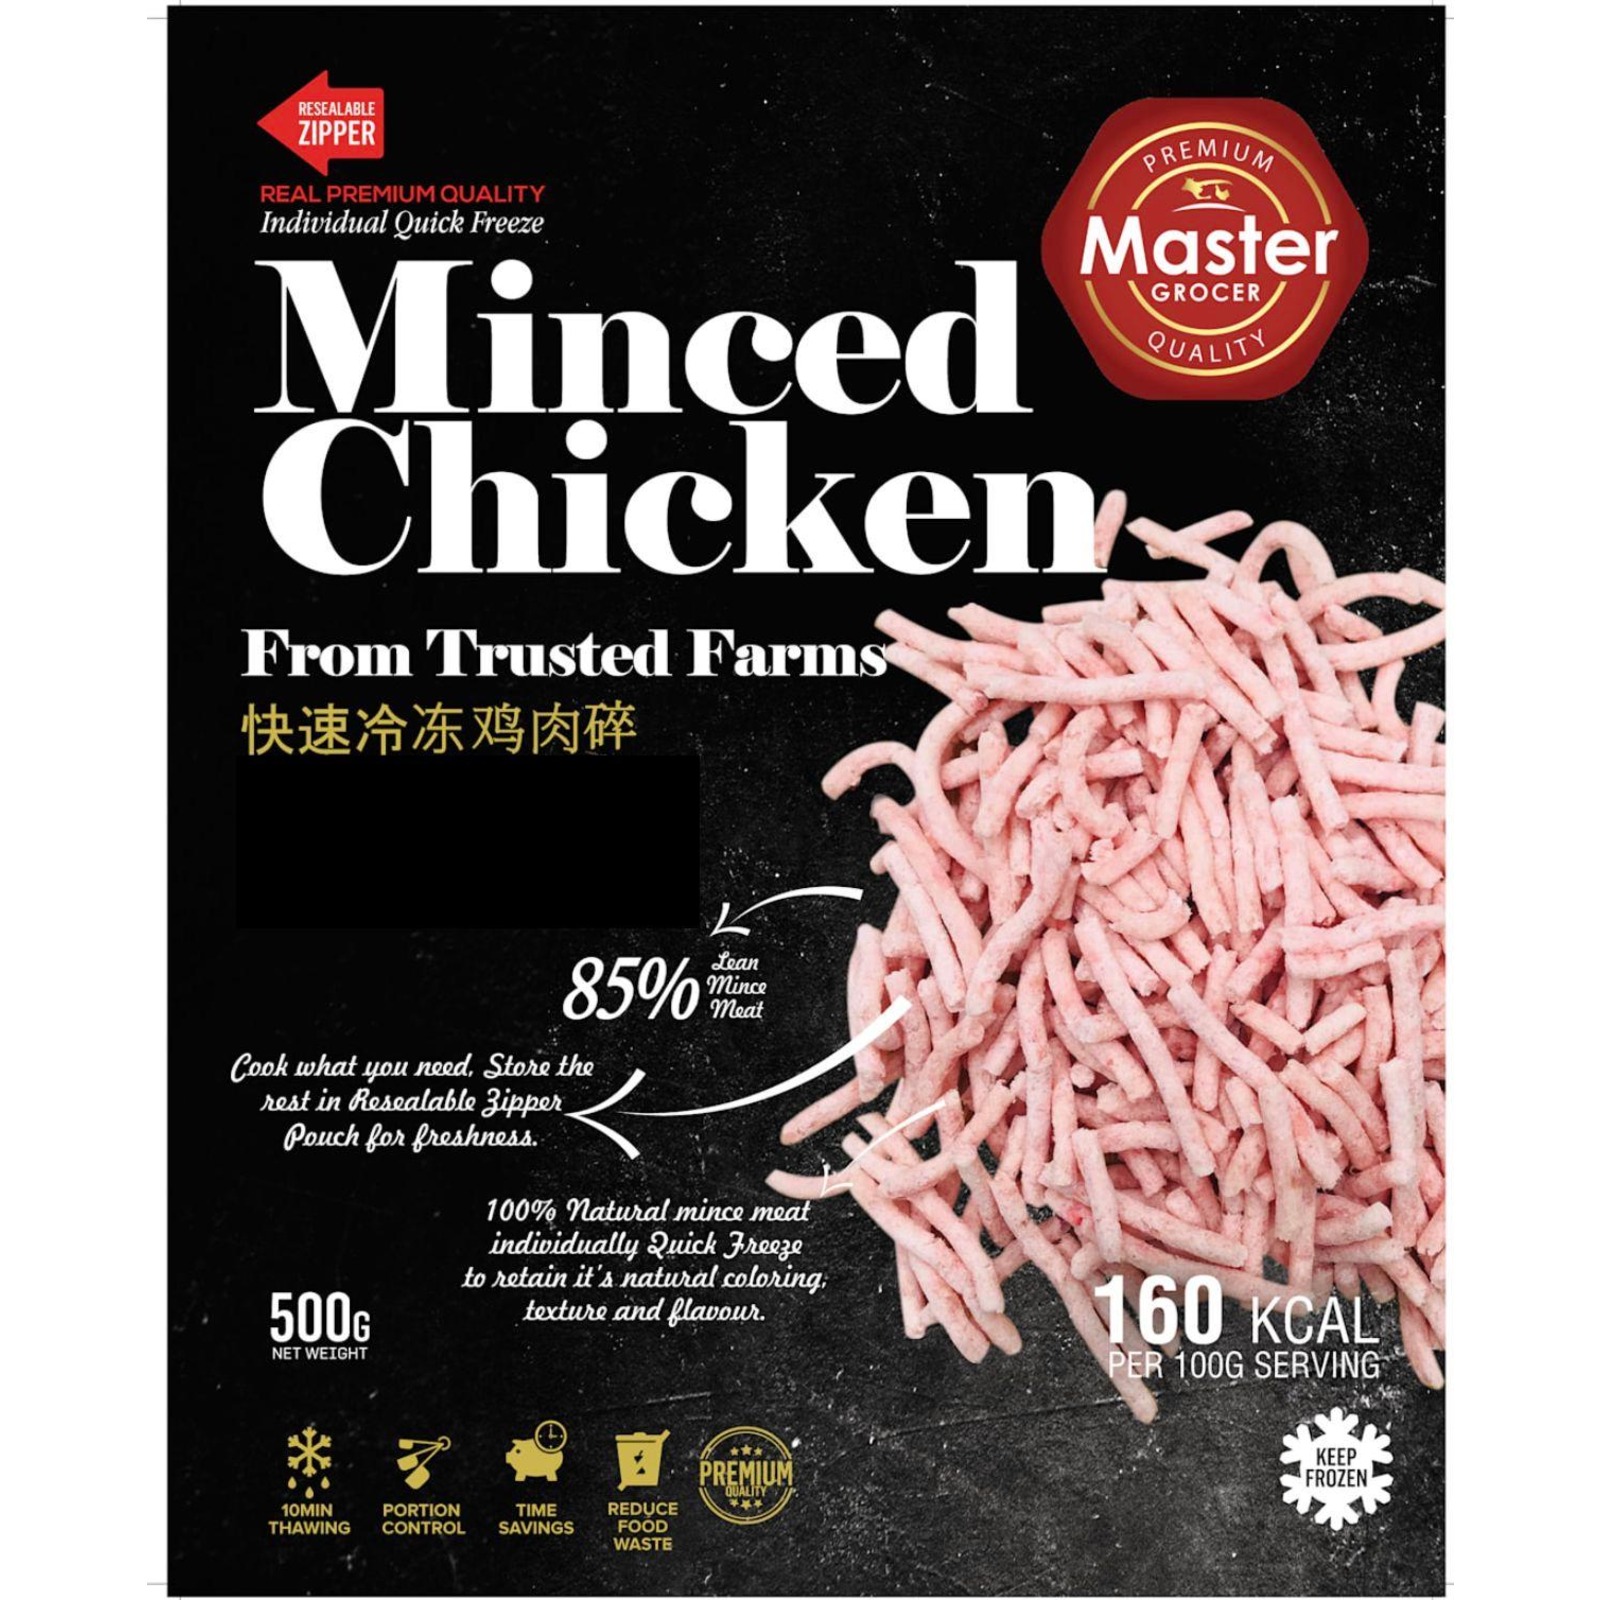 RESEALABLE
ZIPPER
REAL PREMIUM QUALITY
Individual Quick Freeze
PREMIUM
Master
GROCER
QUALITY
Minced
Chicken
From Trusted Farms
快速冷冻鸡肉碎
85% Lean
Mince
Meat
Cook what you need, Store the
rest in Resealable Zipper
Pouch for freshness.
100% Natural mince meat
individually Quick Freeze
to retain it's natural coloring,
texture and flavour.
500G
NET WEIGHT
160 KCAL
PER 100G SERVING
10MIN
THAWING
PORTION
CONTROL
TIME
SAVINGS
REDUCE
FOOD
WASTE
PREMIUM
QUALITY
KEEP
FROZEN